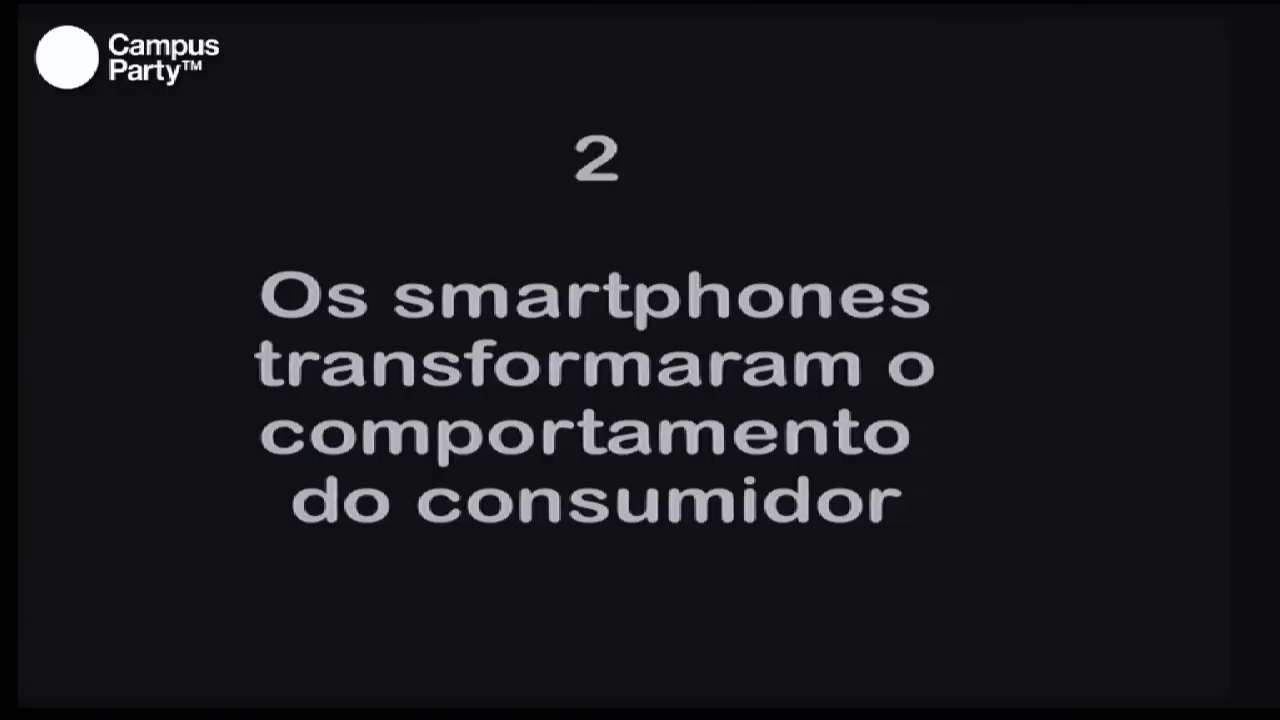 Campus
Party™
2
Os smartphones
transformaram o
comportamento
do consumidor